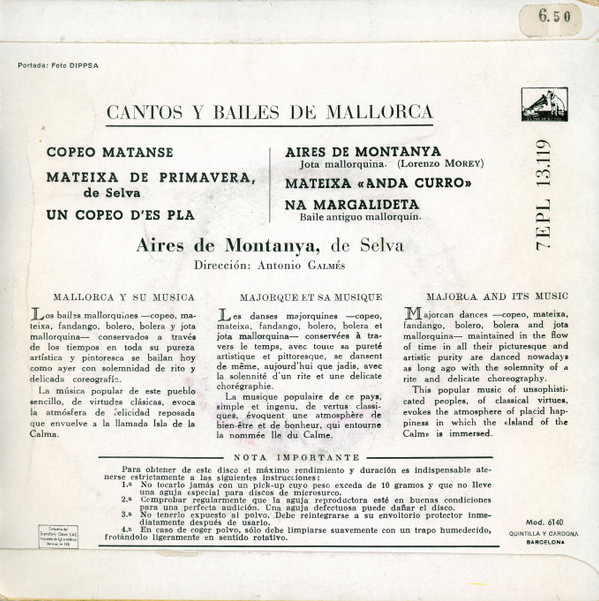 6.50
Portada: Foto DIPPSA
CANTOS Y BAILES DE MALLORCA
COPEO MATANSE
MATEIXA DE PRIMAVERA,
de Selva
UN COPEO D'ES PLA
AIRES DE MONTANYA
Jota mallorquina. (Lorenzo MOREY)
MATEIXA «ANDA CURRO»
NA MARGALIDETA
Baile antiguo mallorquín.
7 EPL 13.119
Aires de Montanya, de Selva
Dirección: Antonio GALMÉS
MALLORCA Y SU MUSICA
Los bailes mallorquines —copeo, ma-
teixa, fandango, bolero, bolera y jota
mallorquina— conservados a través
de los tiempos en toda su pureza
artística y pintoresca se bailan hoy
como ayer con solemnidad de rito y
delicada coreografía.
La música popular de este pueblo
sencillo, de virtudes clásicas, evoca
la atmósfera de felicidad reposada
que envuelve a la llamada Isla de la
Calma.
MAJORQUE ET SA MUSIQUE
Les danses majorquines —copeo,
mateixa, fandango, bolero, bolera et
jota mallorquina— conservées à tra-
vers le temps, avec toute sa pureté
artistique et pittoresque, se dansent
de même, aujourd'hui que jadis, avec
la solennité d'un rite et une delicate
chorégraphie.
La musique populaire de ce pays,
simple et ingenu, de vertus classi-
ques, évoquent une atmosphère de
bien-être et de bonheur, qui entourne
la nommée Ile du Calme.
MAJORCA AND ITS MUSIC
Majorcan dances —copeo, mateixa,
fandango, bolero, bolera and jota
mallorquina— maintained in the flow
of time in all their picturesque and
artistic purity are danced nowadays
as long ago with the solemnity of a
rite and delicate choreography.
This popular music of unsophisti-
cated peoples, of classical virtues,
evokes the atmosphere of placid hap-
piness in which the «Island of the
Calm» is immersed.
NOTA IMPORTANTE
Para obtener de este disco el máximo rendimiento y duración es indispensable ate-
nerse estrictamente a las siguientes instrucciones:
1.ª No tocarlo jamás con un pick-up cuyo peso exceda de 10 gramos y que no lleve
una aguja especial para discos de microsurco.
2.ª Comprobar regularmente que la aguja reproductora esté en buenas condiciones
para una perfecta audición. Una aguja defectuosa puede dañar el disco.
3.ª No tenerlo expuesto al polvo. Debe reintegrarse a su envoltorio protector inme-
diatamente después de usarlo.
4.ª En caso de coger polvo, sólo debe limpiarse suavemente con un trapo humedecido,
frotándolo ligeramente en sentido rotativo.
Mod. 6140
QUINTILLA Y CARDONA
BARCELONA